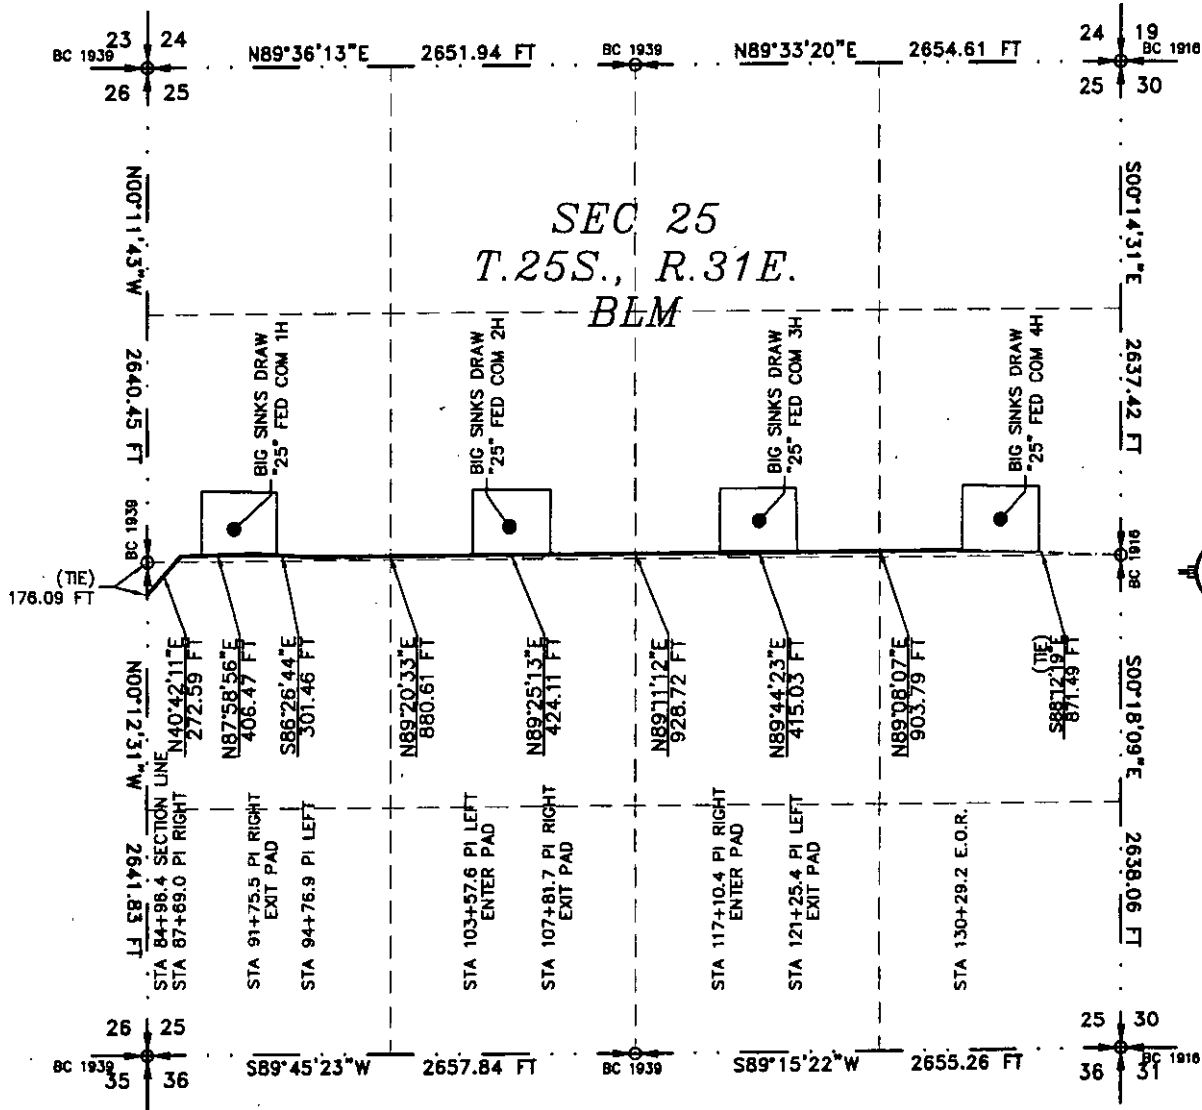 23 24
BC 1939
26 25
N89°36'13"E 2651.94 FT
BC 1939
N89°33'20"E 2654.61 FT
24 19
BC 1916
25 30
N00°11'43"W 2640.45 FT
S00°14'31"E 2637.42 FT
SEC 25
T.25S., R.31E.
BLM
BIG SINKS DRAW
"25" FED COM 1H
BIG SINKS DRAW
"25" FED COM 2H
BIG SINKS DRAW
"25" FED COM 3H
BIG SINKS DRAW
"25" FED COM 4H
BC 1939
BC 1916
(TIE)
176.09 FT
N40°42'11"E
272.59 FT
N87°58'56"E
406.47 FT
S86°26'44"E
301.46 FT
N89°20'33"E
880.61 FT
N89°25'13"E
424.11 FT
N89°11'12"E
928.72 FT
N89°44'23"E
415.03 FT
N89°08'07"E
903.79 FT
(TIE)
S88°12'19"E
871.49 FT
N00°12'31"W 2641.83 FT
S00°18'09"E 2638.06 FT
STA 84+96.4 SECTION LINE
STA 87+69.0 PI RIGHT
STA 91+75.5 PI RIGHT
EXIT PAD
STA 94+76.9 PI LEFT
STA 103+57.6 PI LEFT
ENTER PAD
STA 107+81.7 PI RIGHT
EXIT PAD
STA 117+10.4 PI RIGHT
ENTER PAD
STA 121+25.4 PI LEFT
EXIT PAD
STA 130+29.2 E.O.R.
26 25
BC 1939
35 36
S89°45'23"W 2657.84 FT
BC 1939
S89°15'22"W 2655.26 FT
25 30
BC 1916
36 31